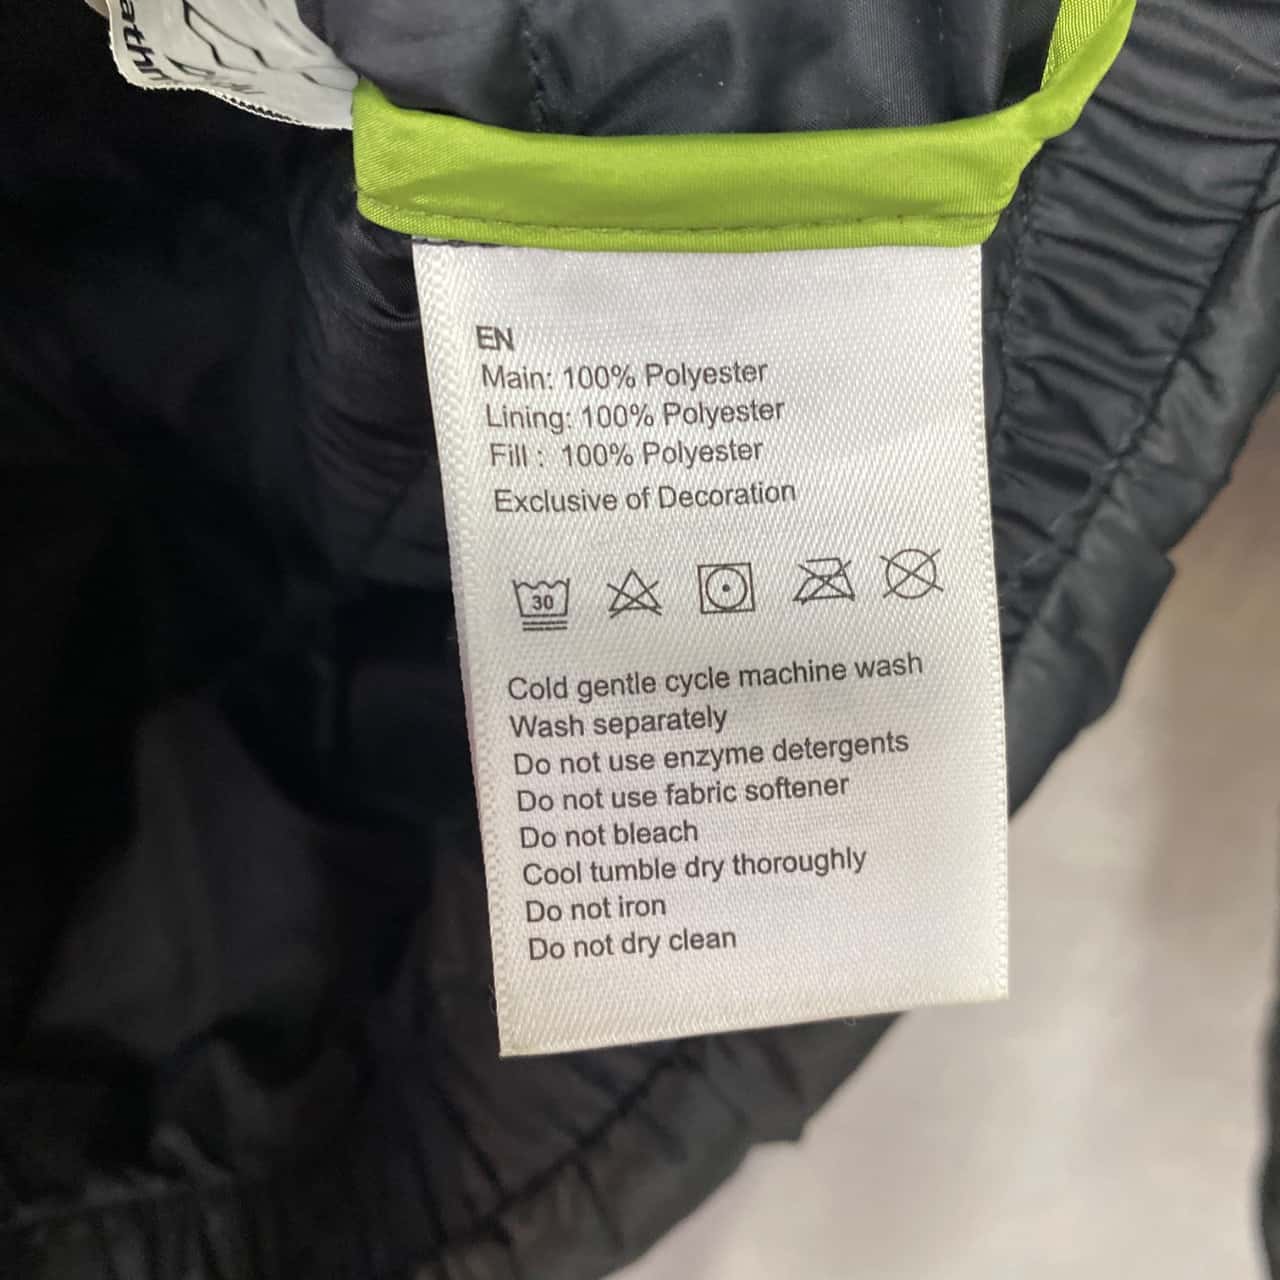 EN
Main: 100% Polyester
Lining: 100% Polyester
Fill : 100% Polyester
Exclusive of Decoration
30
Cold gentle cycle machine wash
Wash separately
Do not use enzyme detergents
Do not use fabric softener
Do not bleach
Cool tumble dry thoroughly
Do not iron
Do not dry clean